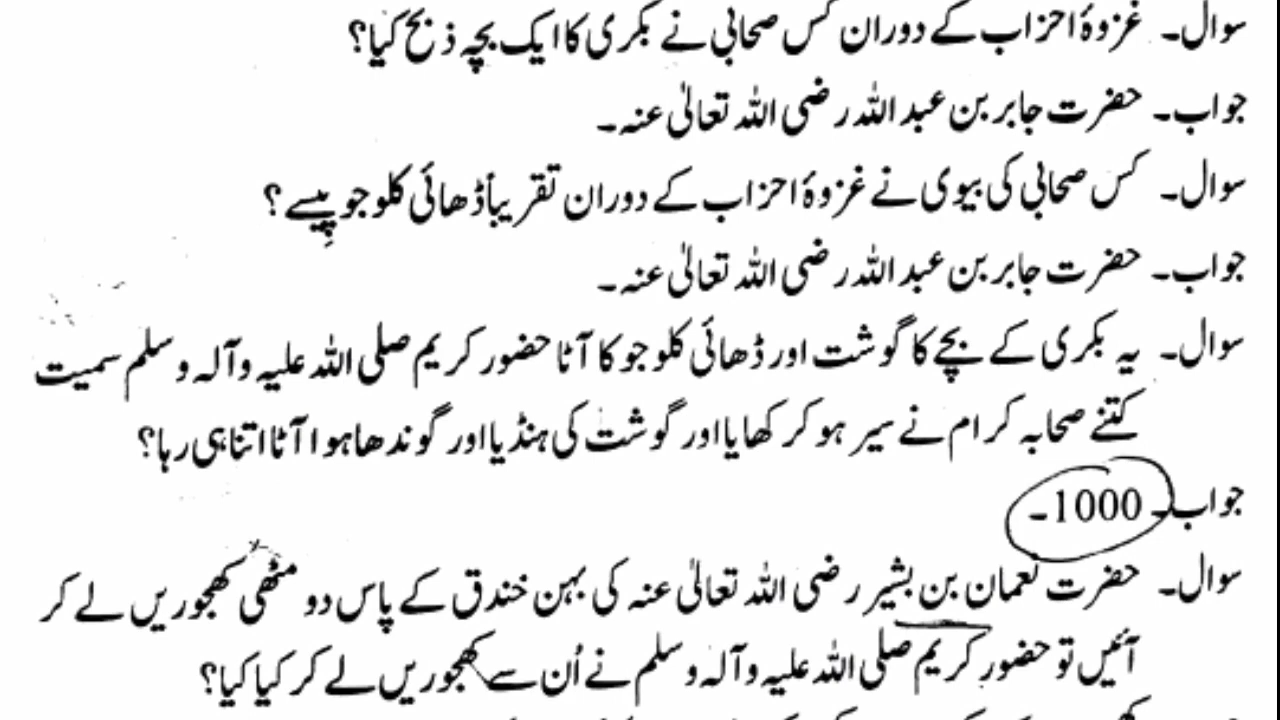 سوال۔ غزوۂ احزاب کے دوران کس صحابی نے بکری کا ایک بچہ ذبح کیا؟
جواب۔ حضرت جابر بن عبد اللہ رضی اللہ تعالیٰ عنہ۔
سوال۔ کس صحابی کی بیوی نے غزوۂ احزاب کے دوران تقریباً ڈھائی کلو جو پِیسے؟
جواب۔ حضرت جابر بن عبد اللہ رضی اللہ تعالیٰ عنہ۔
سوال۔ یہ بکری کے بچے کا گوشت اور ڈھائی کلو جو کا آٹا حضور کریم صلی اللہ علیہ وآلہ وسلم سمیت
کتنے صحابہ کرام نے سیر ہو کر کھایا اور گوشت کی ہنڈیا اور گوندھا ہوا آٹا اتنا ہی رہا؟
جواب۔ 1000۔
سوال۔ حضرت نعمان بن بشیر رضی اللہ تعالیٰ عنہ کی بہن خندق کے پاس دو مٹھی کھجوریں لے کر
آئیں تو حضور کریم صلی اللہ علیہ وآلہ وسلم نے اُن سے کھجوریں لے کر کیا کیا؟